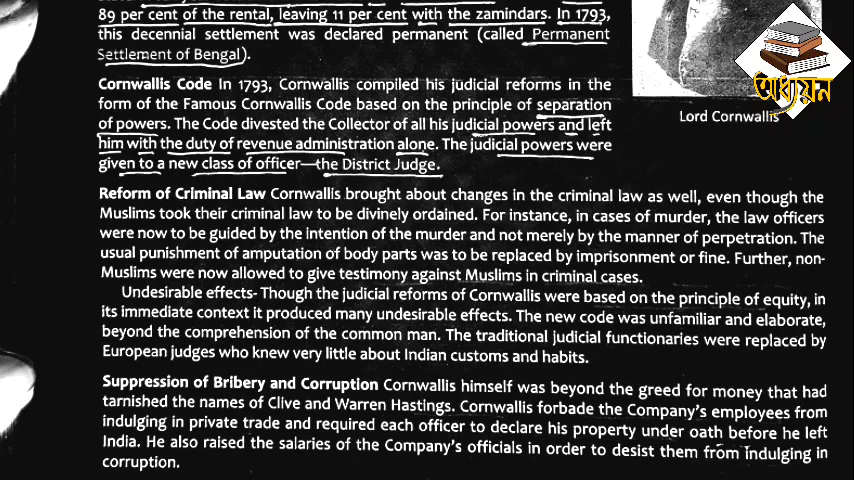 89 per cent of the rental, leaving 11 per cent with the zamindars. In 1793,
this decennial settlement was declared permanent (called Permanent
Settlement of Bengal).
Cornwallis Code In 1793, Cornwallis compiled his judicial reforms in the
form of the Famous Cornwallis Code based on the principle of separation
of powers. The Code divested the Collector of all his judicial powers and left
him with the duty of revenue administration alone. The judicial powers were
given to a new class of officer—the District Judge.
অধ্যয়ন
Lord Cornwallis
Reform of Criminal Law Cornwallis brought about changes in the criminal law as well, even though the
Muslims took their criminal law to be divinely ordained. For instance, in cases of murder, the law officers
were now to be guided by the intention of the murder and not merely by the manner of perpetration. The
usual punishment of amputation of body parts was to be replaced by imprisonment or fine. Further, non-
Muslims were now allowed to give testimony against Muslims in criminal cases.
Undesirable effects- Though the judicial reforms of Cornwallis were based on the principle of equity, in
its immediate context it produced many undesirable effects. The new code was unfamiliar and elaborate,
beyond the comprehension of the common man. The traditional judicial functionaries were replaced by
European judges who knew very little about Indian customs and habits.
Suppression of Bribery and Corruption Cornwallis himself was beyond the greed for money that had
tarnished the names of Clive and Warren Hastings. Cornwallis forbade the Company's employees from
indulging in private trade and required each officer to declare his property under oath before he left
India. He also raised the salaries of the Company's officials in order to desist them from indulging in
corruption.